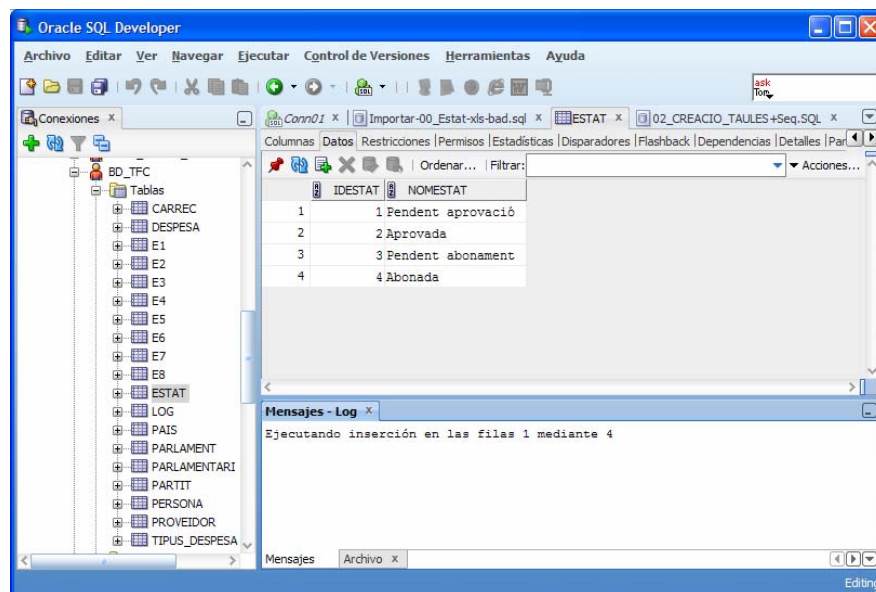 Oracle SQL Developer
Archivo Editar Ver Navegar Ejecutar Control de Versiones Herramientas Ayuda
ask Tom
Conexiones
BD_TFC
Tablas
CARREC
DESPESA
E1
E2
E3
E4
E5
E6
E7
E8
ESTAT
LOG
PAIS
PARLAMENT
PARLAMENTARI
PARTIT
PERSONA
PROVEIDOR
TIPUS_DESPESA
Conn01 Importar-00_Estat-xls-bad.sql ESTAT 02_CREACIO_TAULES+Seq.SQL
Columnas Datos Restricciones Permisos Estadísticas Disparadores Flashback Dependencias Detalles Par
Ordenar... Filtrar: Acciones...
IDESTAT NOMESTAT
1 1 Pendent aprovació
2 2 Aprovada
3 3 Pendent abonament
4 4 Abonada
Mensajes - Log
Ejecutando inserción en las filas 1 mediante 4
Mensajes Archivo
Editing